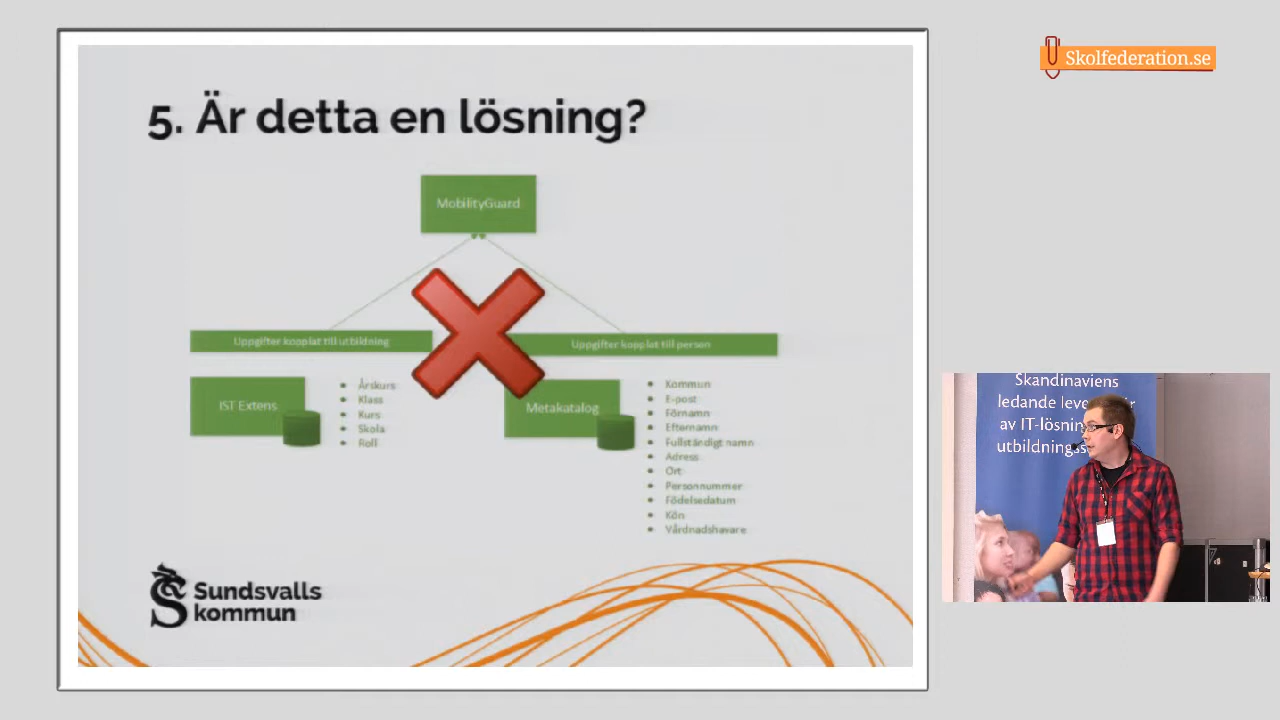 5. Är detta en lösning?
MobilityGuard
Uppgifter kopplat till utbildning
Uppgifter kopplat till person
IST Extens
Årskurs
Klass
Kurs
Skola
Roll
Metakatalog
Kommun
E-post
Förnamn
Efternamn
Fullständigt namn
Adress
Ort
Personnummer
Födelsedatum
Kön
Vårdnadshavare
Sundsvalls
kommun
Skolfederation.se
Skandinaviens
ledande
av IT-lösnin
utbildnings